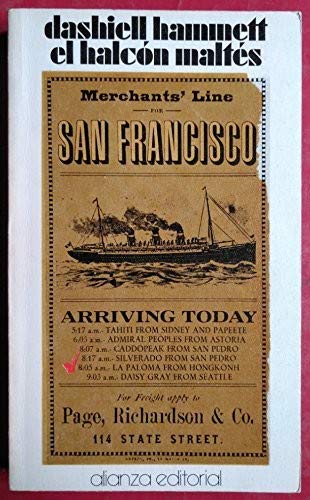 dashiell hammett
el halcón maltés
Merchants' Line
FOR
SAN FRANCISCO
ARRIVING TODAY
5:17 a.m.- TAHITI FROM SIDNEY AND PAPEETE
6:05 a.m.- ADMIRAL PEOPLES FROM ASTORIA
8:07 a.m.- CADDOPEAK FROM SAN PEDRO
8:17 a.m.- SILVERADO FROM SAN PEDRO
8:05 a.m.- LA PALOMA FROM HONGKONH
9:03 a.m.- DAISY GRAY FROM SEATTLE
For Freight apply to
Page, Richardson & Co.
114 STATE STREET.
alianza editorial